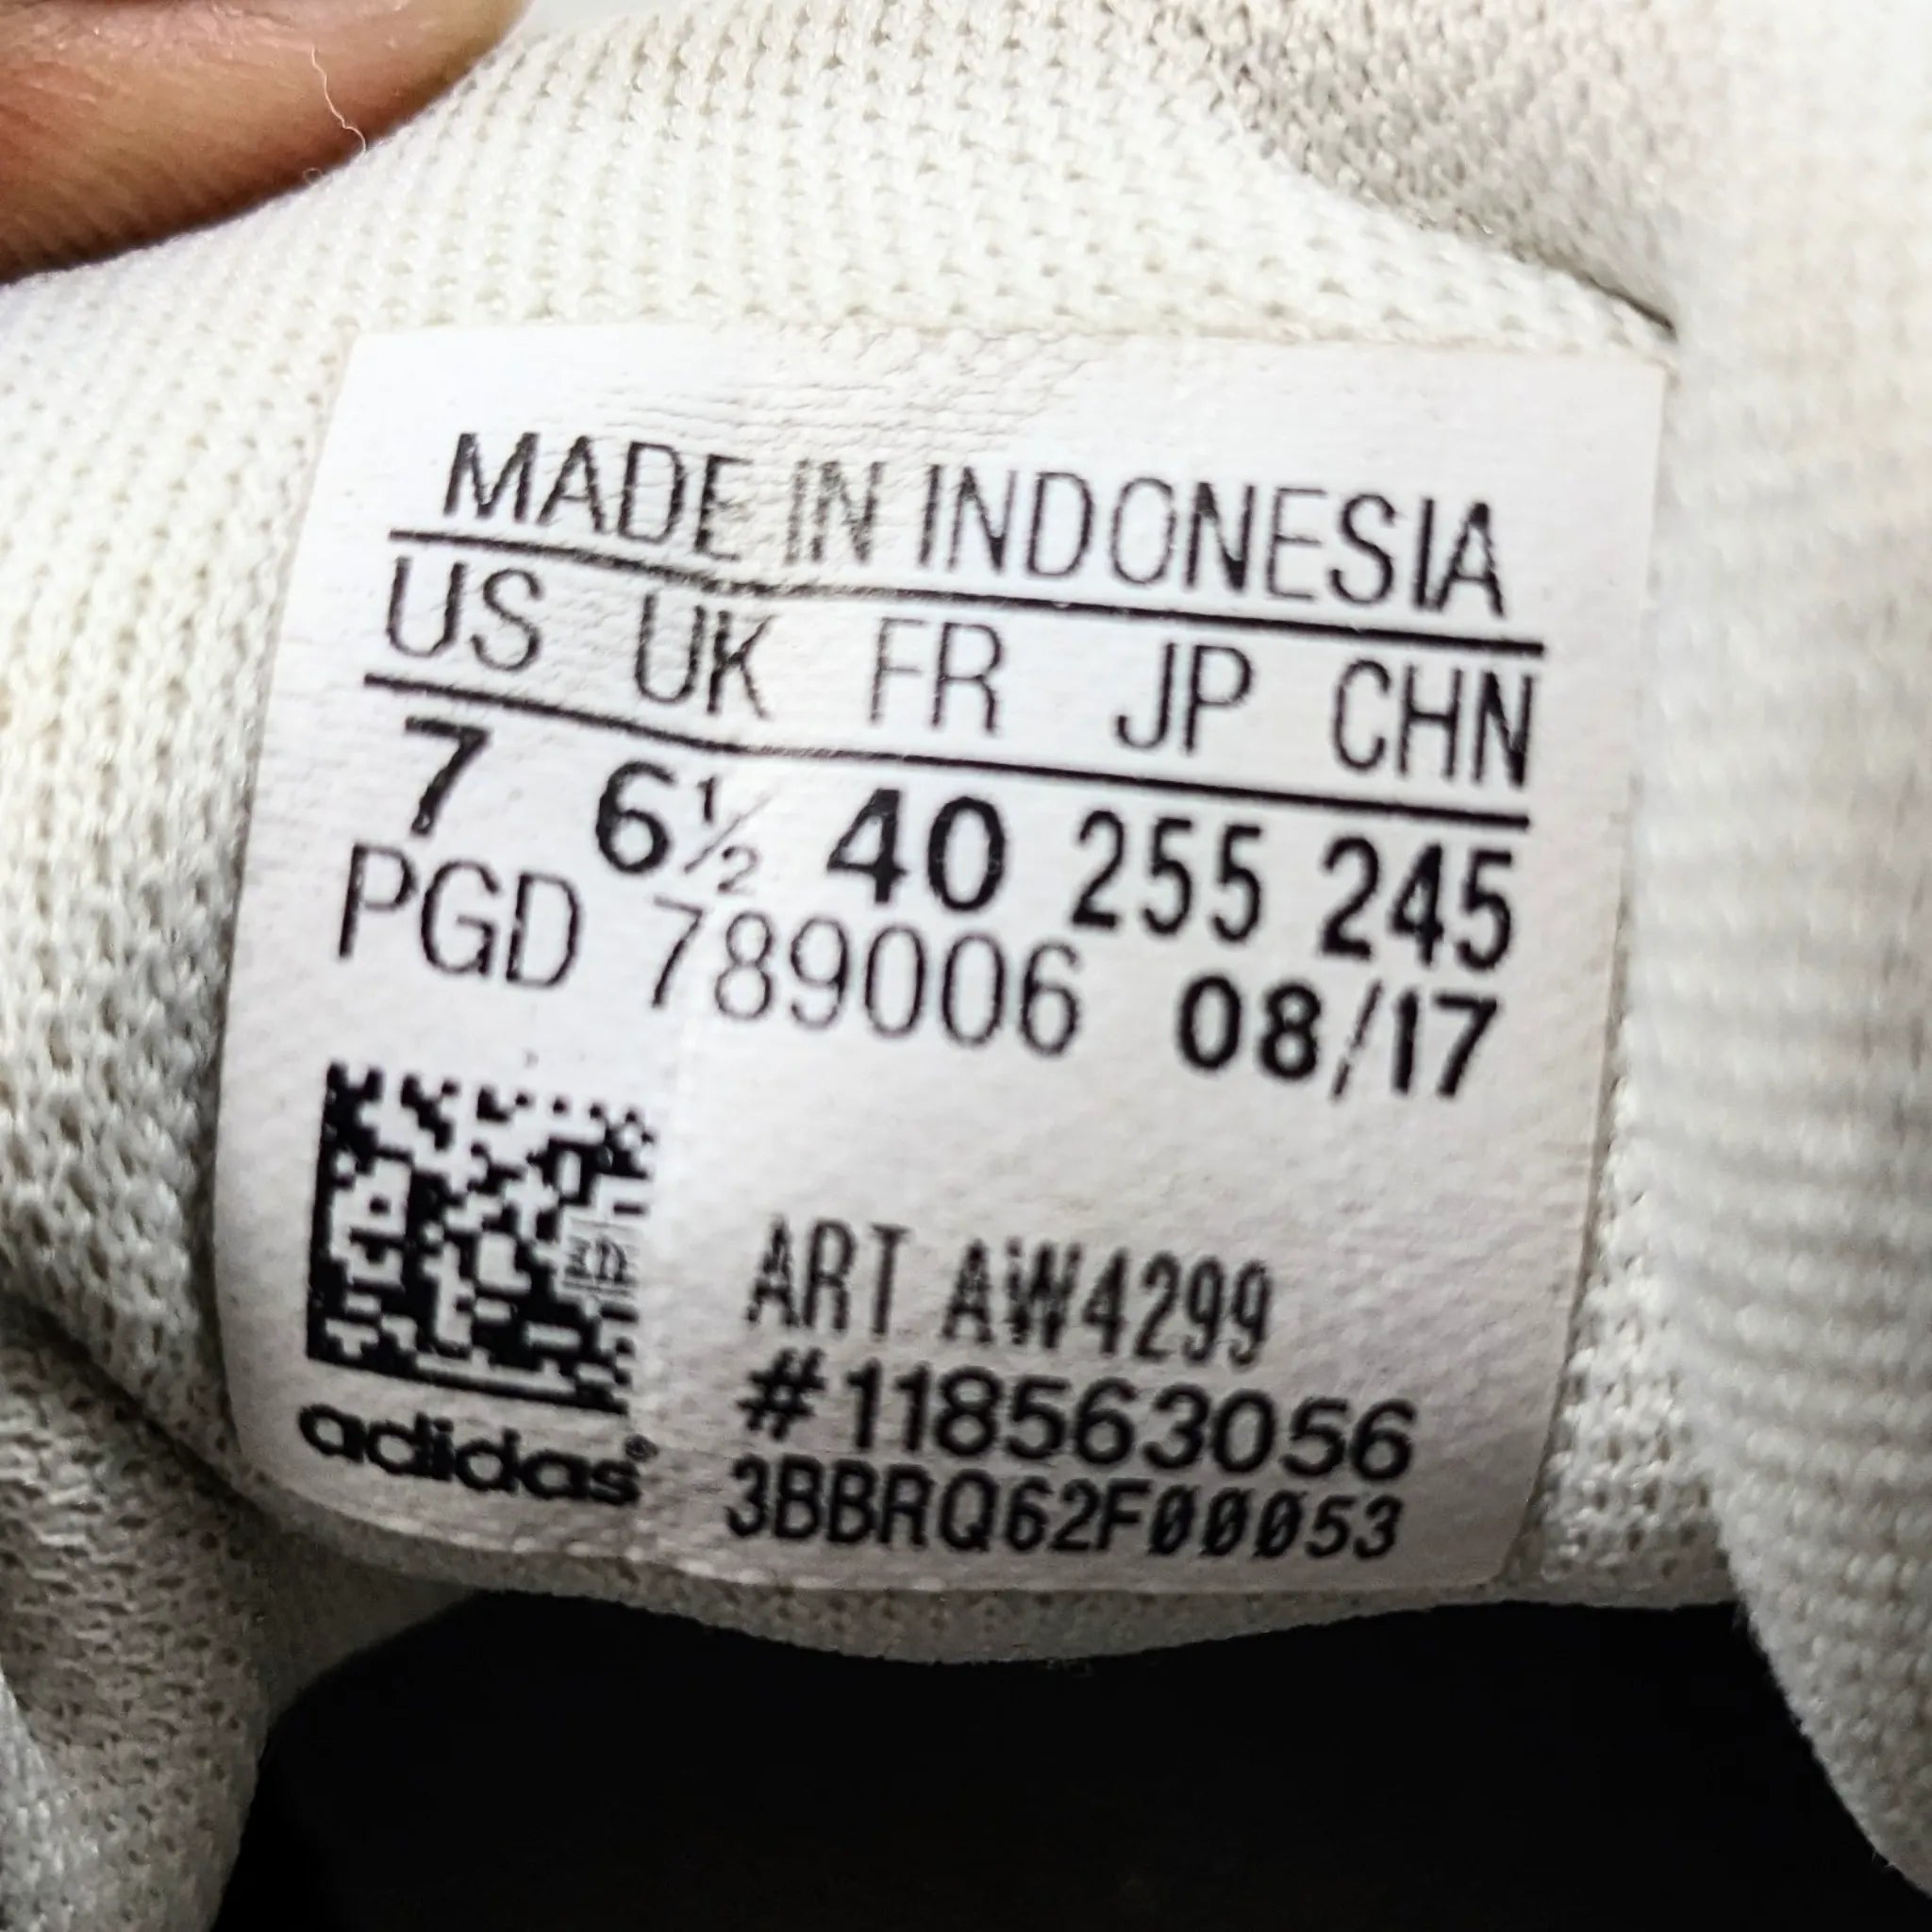 MADE IN INDONESIA
US UK FR JP CHN
7 6½ 40 255 245
PGD 789006 08/17
ART AW4299
#118563056
adidas®
3BBRQ62F00053